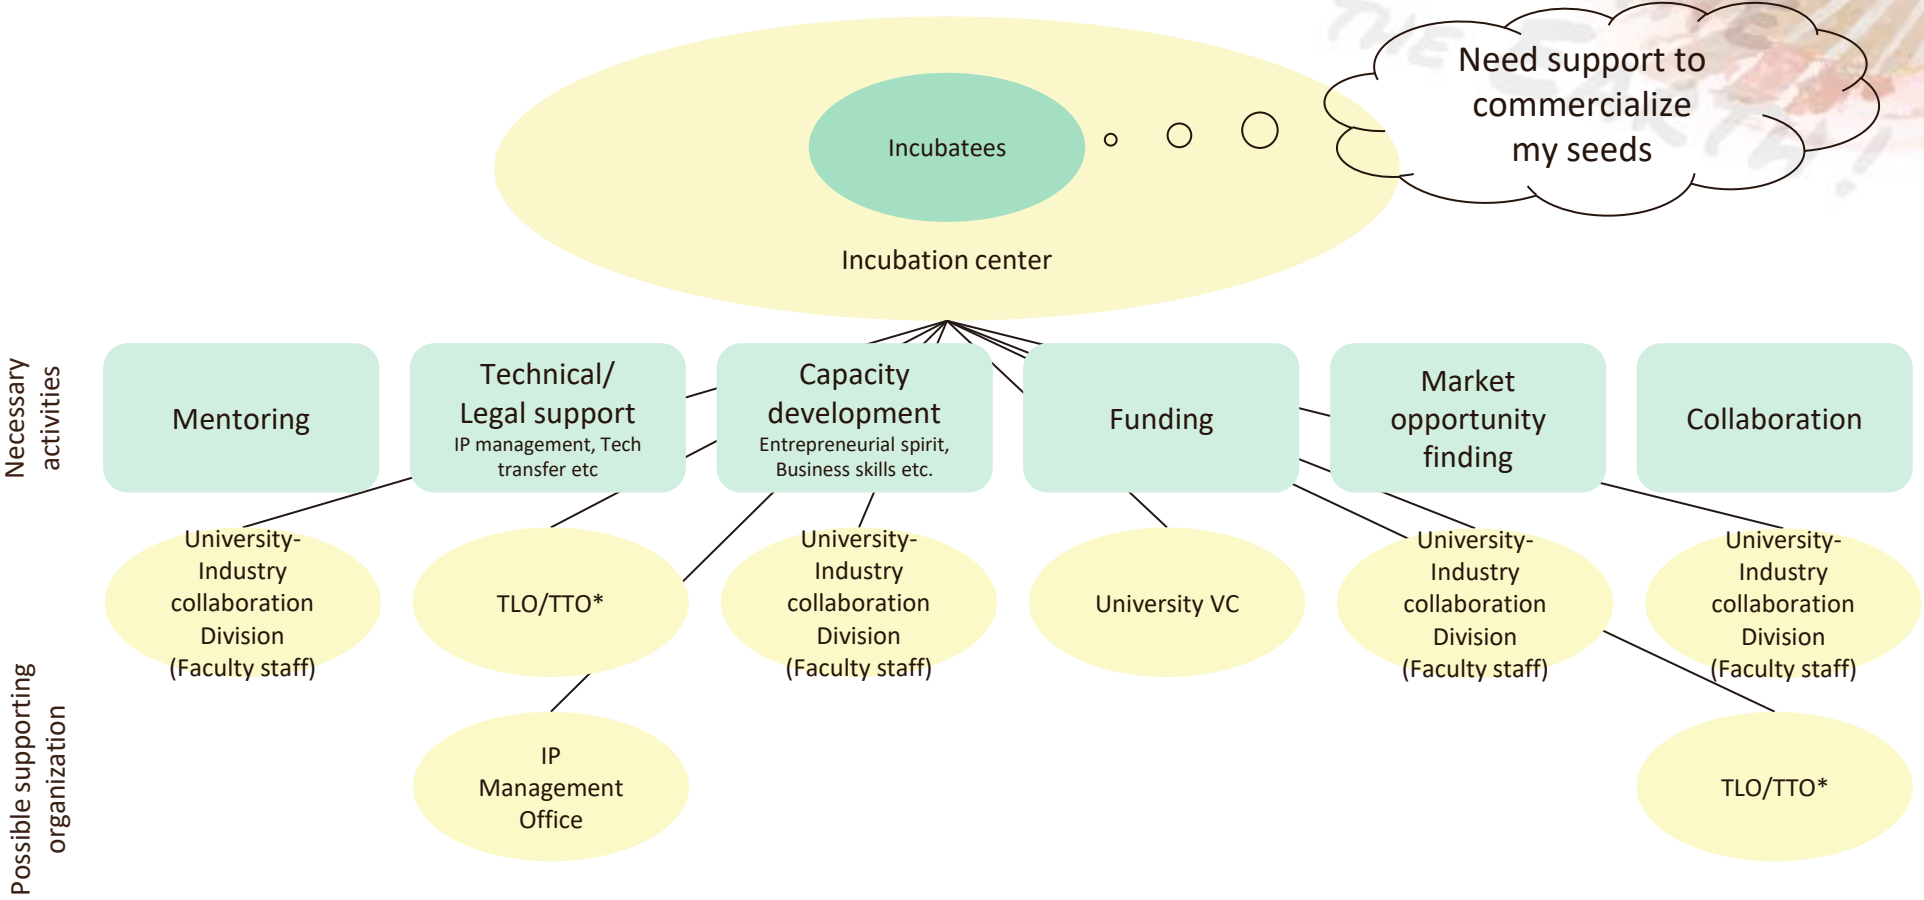 Need support to
commercialize
my seeds
Incubatees
Incubation center
Necessary
activities
Mentoring
Technical/
Legal support
IP management, Tech
transfer etc
Capacity
development
Entrepreneurial spirit,
Business skills etc.
Funding
Market
opportunity
finding
Collaboration
Possible supporting
organization
University-
Industry
collaboration
Division
(Faculty staff)
TLO/TTO*
University-
Industry
collaboration
Division
(Faculty staff)
University VC
University-
Industry
collaboration
Division
(Faculty staff)
University-
Industry
collaboration
Division
(Faculty staff)
IP
Management
Office
TLO/TTO*